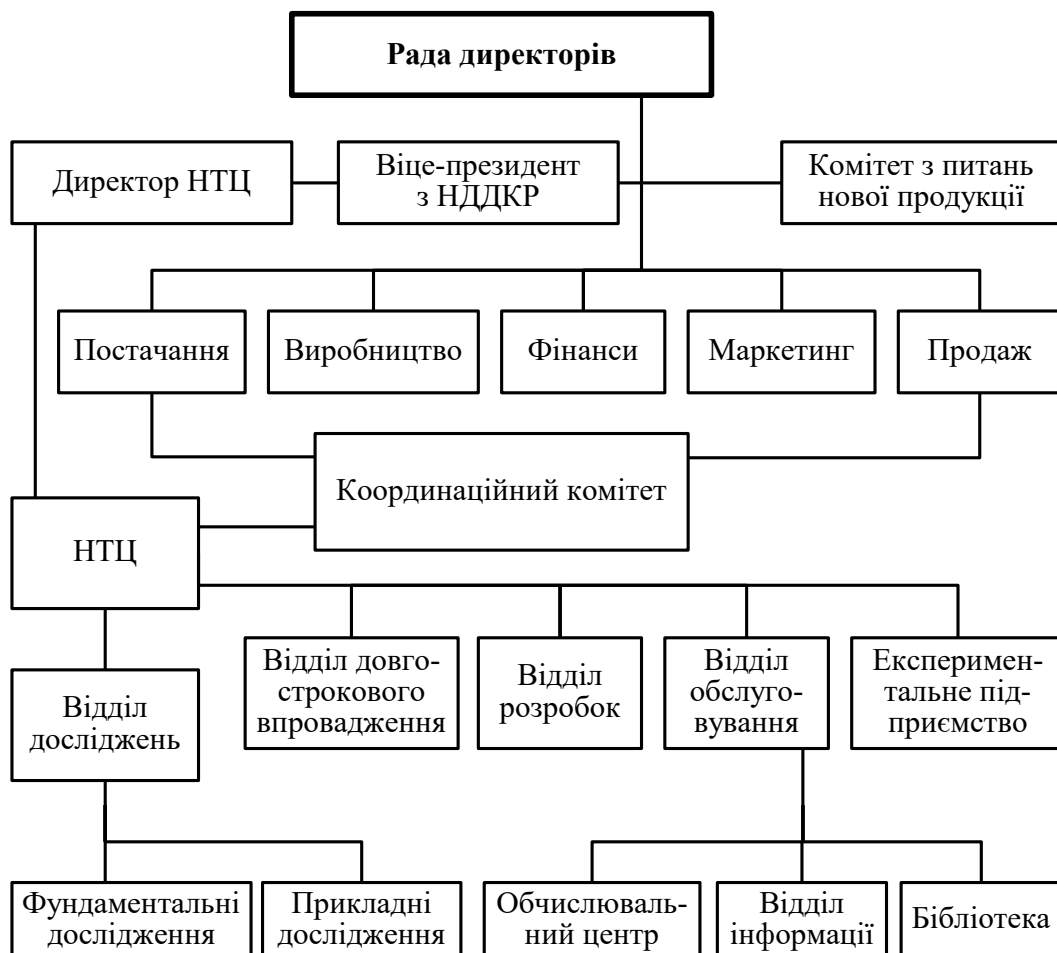 Рада директорів
Директор НТЦ
Віце-президент
з НДДКР
Комітет з питань
нової продукції
Постачання
Виробництво
Фінанси
Маркетинг
Продаж
Координаційний комітет
НТЦ
Відділ
досліджень
Відділ довго-
строкового
впровадження
Відділ
розробок
Відділ
обслуго-
вування
Експеримен-
тальне під-
приємство
Фундаментальні
дослідження
Прикладні
дослідження
Обчислюваль-
ний центр
Відділ
інформації
Бібліотека